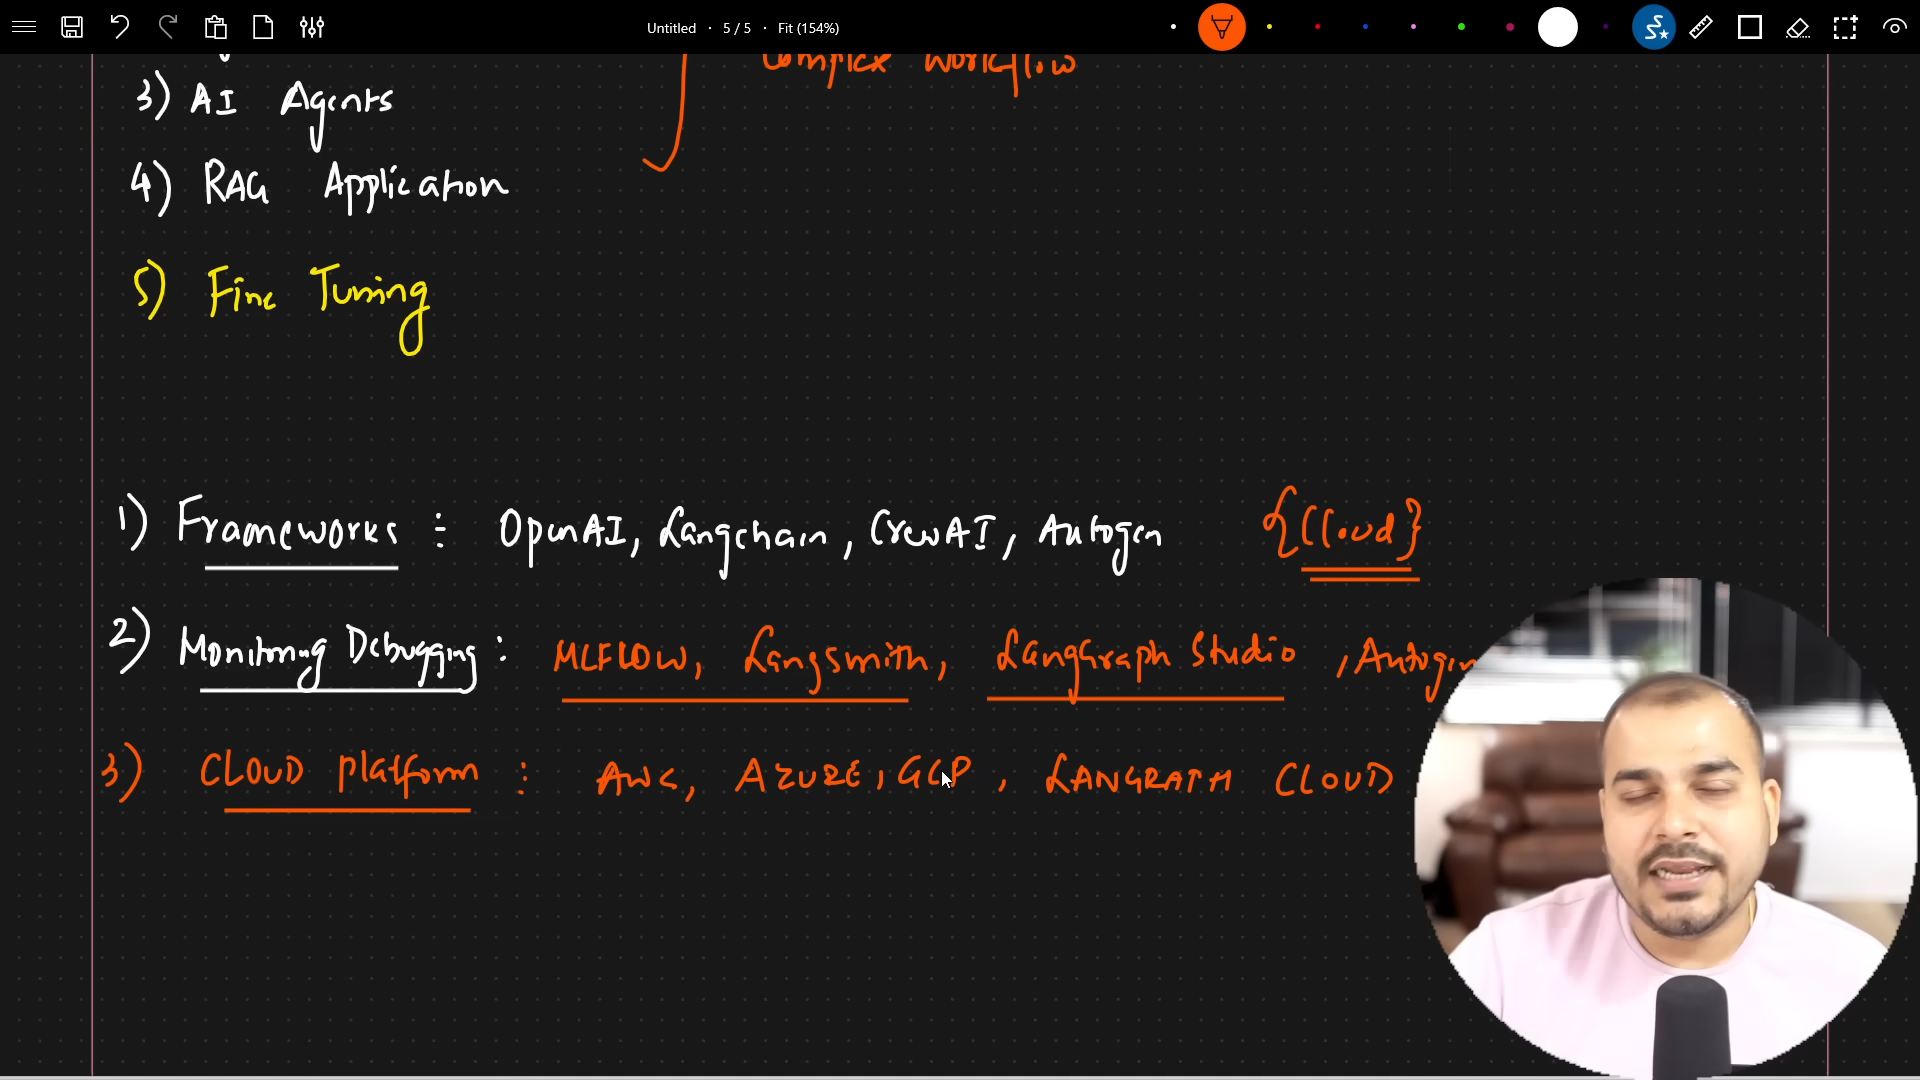 Untitled · 5 / 5 · Fit (154%)
Complex Workflow
3) AI Agents
4) RAG Application
5) Fine Tuning
1) Frameworks : OpenAI, Langchain, CrewAI, Autogen {Cloud}
2) Monitoring Debugging : MLFLOW, Langsmith, LangGraph Studio , Autogen
3) CLOUD Platform : AWS, AZURE, GCP , LANGRAPH CLOUD